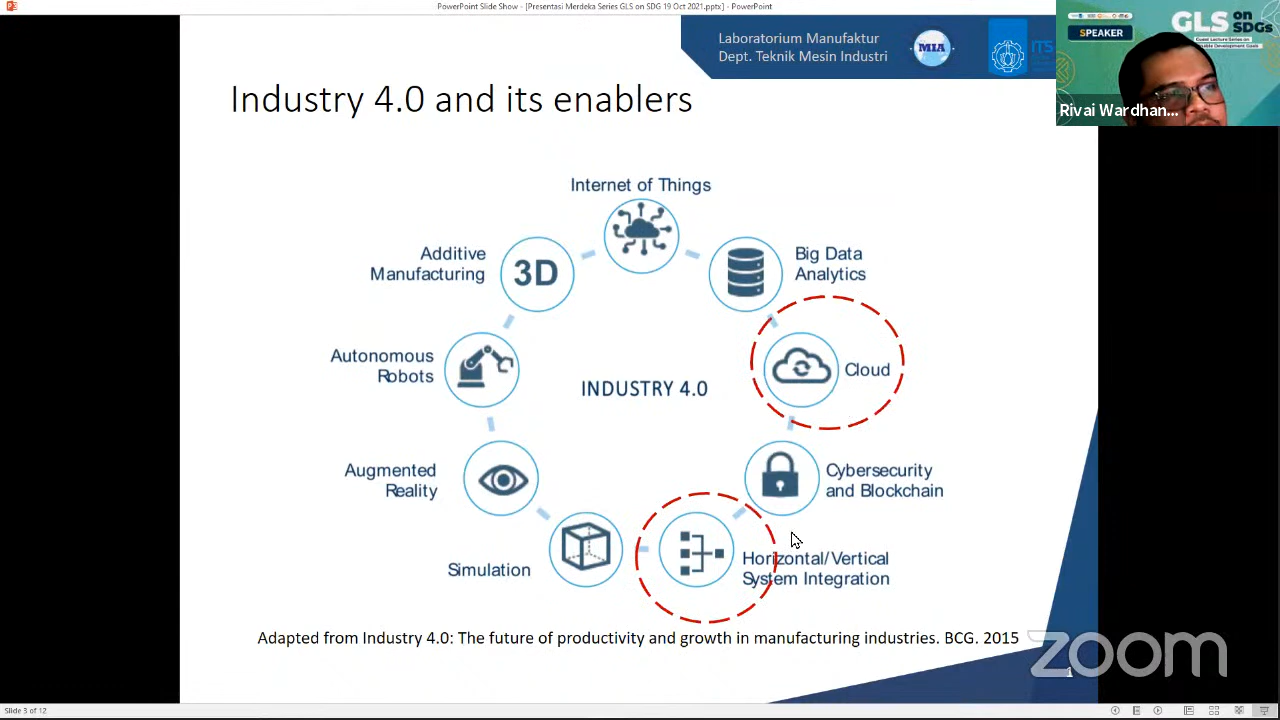 PowerPoint Slide Show - [Presentasi Merdeka Series GLS on SDG 19 Oct 2021.pptx] - PowerPoint
Laboratorium Manufaktur
Dept. Teknik Mesin Industri
MIA
ITS
GLS on SDGs
SPEAKER
Rivai Wardhan...
Industry 4.0 and its enablers
Internet of Things
Additive
Manufacturing
3D
Big Data
Analytics
Autonomous
Robots
INDUSTRY 4.0
Cloud
Augmented
Reality
Cybersecurity
and Blockchain
Simulation
Horizontal/Vertical
System Integration
Adapted from Industry 4.0: The future of productivity and growth in manufacturing industries. BCG. 2015
zoom
1
Slide 3 of 12